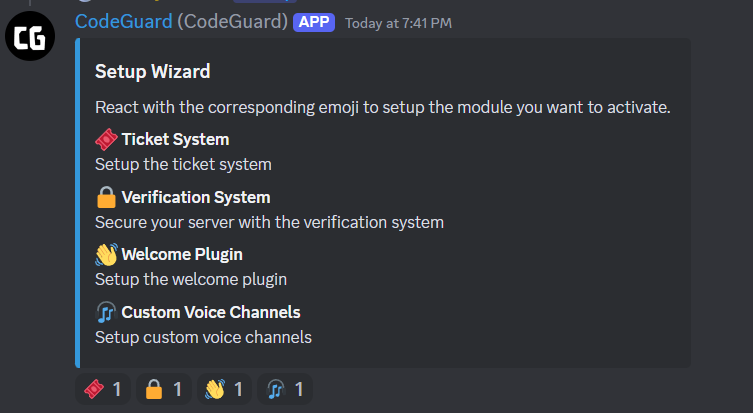 CG
CodeGuard (CodeGuard) APP Today at 7:41 PM
Setup Wizard
React with the corresponding emoji to setup the module you want to activate.
Ticket System
Setup the ticket system
Verification System
Secure your server with the verification system
Welcome Plugin
Setup the welcome plugin
Custom Voice Channels
Setup custom voice channels
1 1 1 1